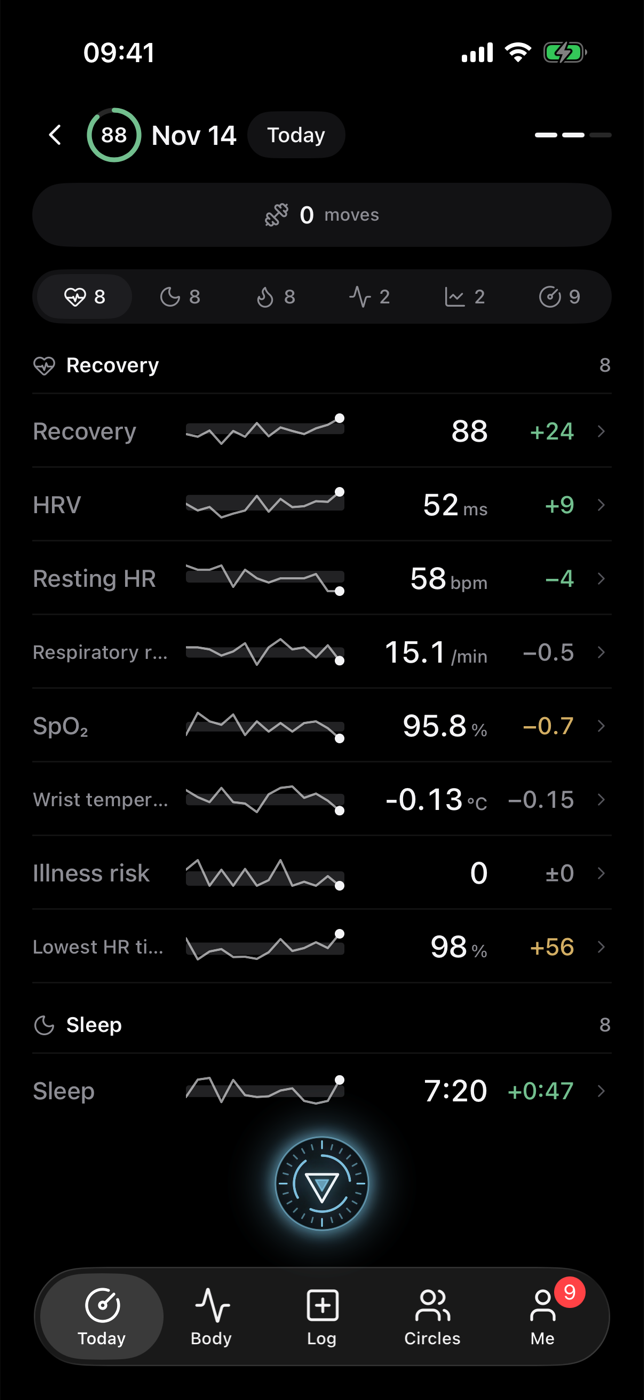 09:41
88 Nov 14 Today
0 moves
8 8 8 2 2 9
Recovery 8
Recovery 88 +24
HRV 52 ms +9
Resting HR 58 bpm −4
Respiratory r... 15.1 /min −0.5
SpO₂ 95.8 % −0.7
Wrist temper... -0.13 °C −0.15
Illness risk 0 ±0
Lowest HR ti... 98 % +56
Sleep 8
Sleep 7:20 +0:47
9
Today Body Log Circles Me